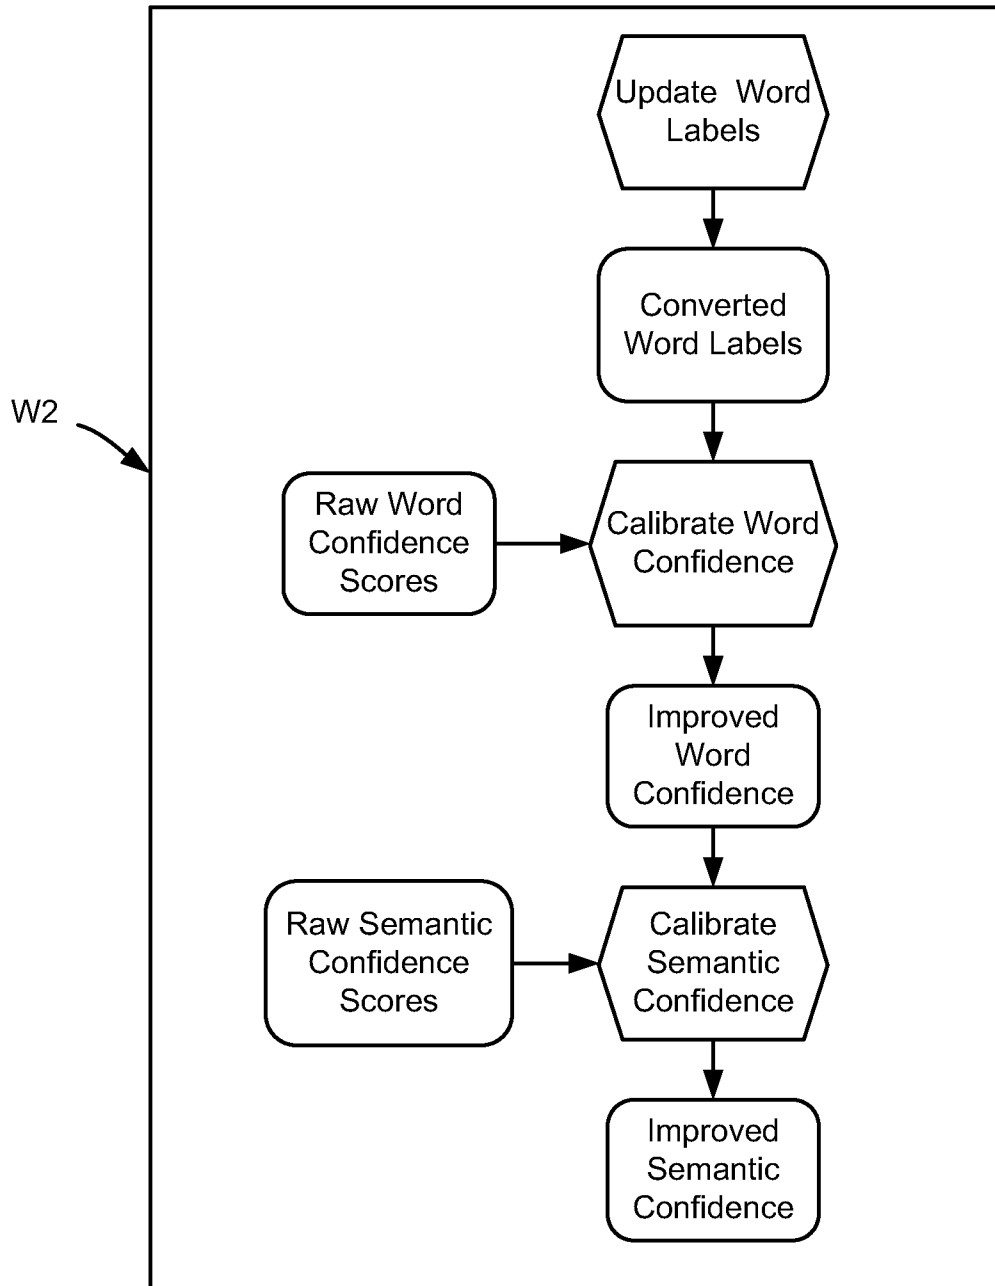 Update Word
Labels
Converted
Word Labels
W2
Raw Word
Confidence
Scores
Calibrate Word
Confidence
Improved
Word
Confidence
Raw Semantic
Confidence
Scores
Calibrate
Semantic
Confidence
Improved
Semantic
Confidence